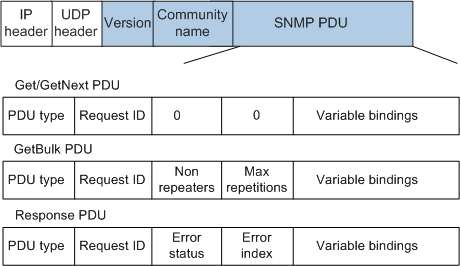 IP header UDP header Version Community name SNMP PDU
Get/GetNext PDU
PDU type Request ID 0 0 Variable bindings
GetBulk PDU
PDU type Request ID Non repeaters Max repetitions Variable bindings
Response PDU
PDU type Request ID Error status Error index Variable bindings